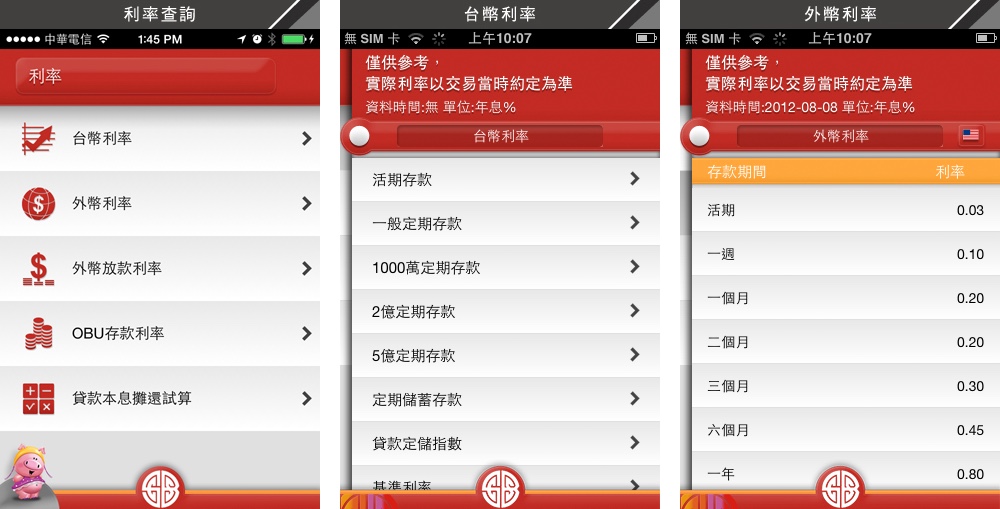 利率查詢
中華電信 1:45 PM
利率
台幣利率
外幣利率
外幣放款利率
OBU存款利率
貸款本息攤還試算
台幣利率
無 SIM 卡 上午10:07
僅供參考，
實際利率以交易當時約定為準
資料時間:無 單位:年息%
台幣利率
活期存款
一般定期存款
1000萬定期存款
2億定期存款
5億定期存款
定期儲蓄存款
貸款定儲指數
基準利率
外幣利率
無 SIM 卡 上午10:07
僅供參考，
實際利率以交易當時約定為準
資料時間:2012-08-08 單位:年息%
外幣利率
存款期間 利率
活期 0.03
一週 0.10
一個月 0.20
二個月 0.20
三個月 0.30
六個月 0.45
一年 0.80